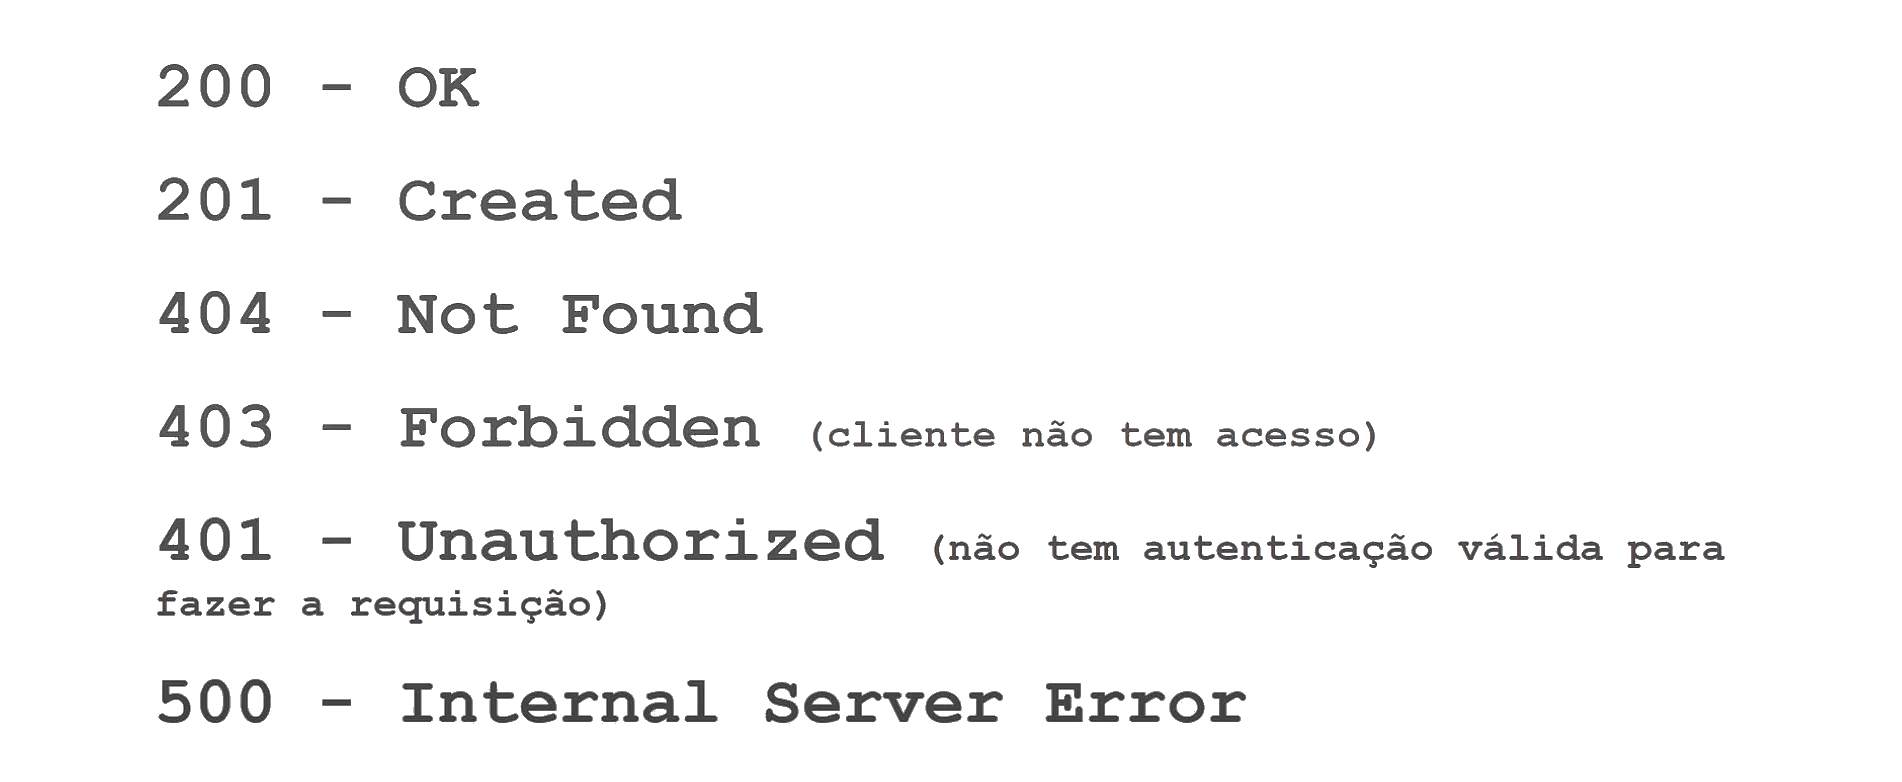 200 - OK
201 - Created
404 - Not Found
403 - Forbidden (cliente não tem acesso)
401 - Unauthorized (não tem autenticação válida para
fazer a requisição)
500 - Internal Server Error